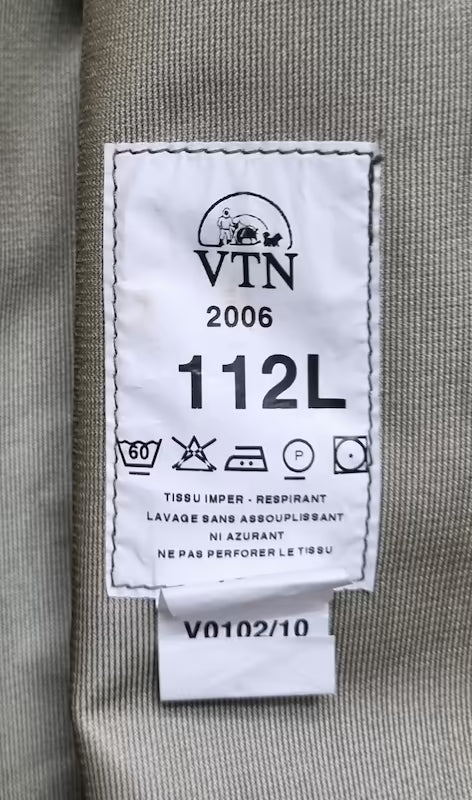 VTN
2006
112L
60
P
TISSU IMPER - RESPIRANT
LAVAGE SANS ASSOUPLISSANT
NI AZURANT
NE PAS PERFORER LE TISSU
V0102/10